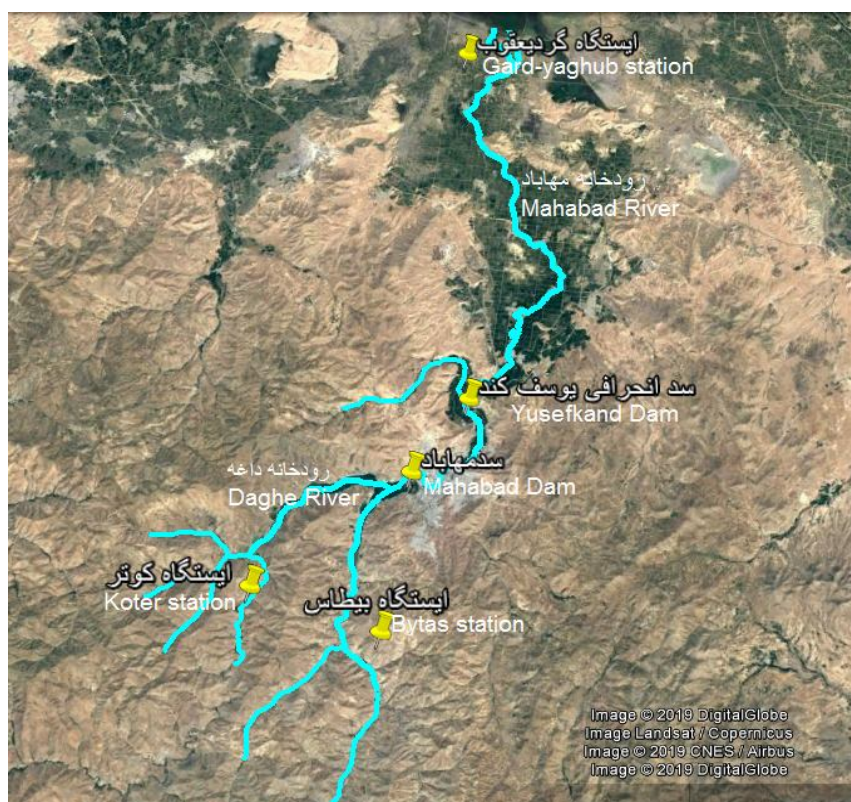 ایستگاه گردیعقوب
Gard-yaghub station
رودخانه مهاباد
Mahabad River
سد انحرافی یوسف کند
Yusefkand Dam
سدمهاباد
Mahabad Dam
رودخانه داغه
Daghe River
ایستگاه کوتر
Koter station
ایستگاه بیطاس
Bytas station
Image © 2019 DigitalGlobe
Image Landsat / Copernicus
Image © 2019 CNES / Airbus
Image © 2019 DigitalGlobe